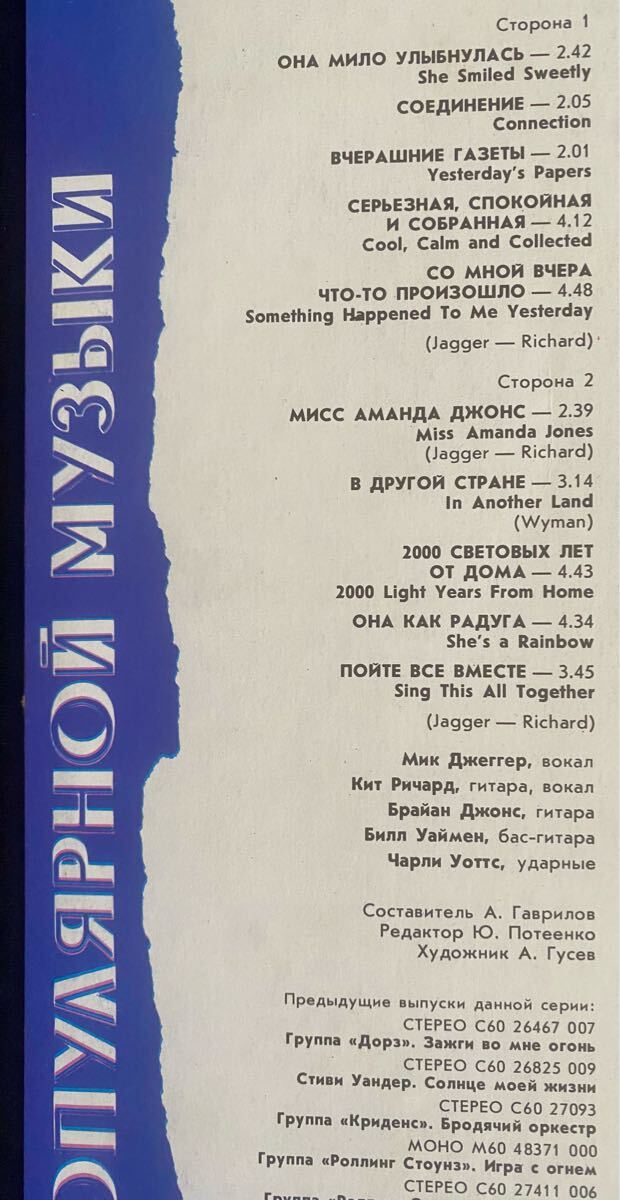 Сторона 1
ОНА МИЛО УЛЫБНУЛАСЬ — 2.42
She Smiled Sweetly
СОЕДИНЕНИЕ — 2.05
Connection
ВЧЕРАШНИЕ ГАЗЕТЫ — 2.01
Yesterday's Papers
СЕРЬЕЗНАЯ, СПОКОЙНАЯ
И СОБРАННАЯ — 4.12
Cool, Calm and Collected
СО МНОЙ ВЧЕРА
ЧТО-ТО ПРОИЗОШЛО — 4.48
Something Happened To Me Yesterday
(Jagger — Richard)
Сторона 2
МИСС АМАНДА ДЖОНС — 2.39
Miss Amanda Jones
(Jagger — Richard)
В ДРУГОЙ СТРАНЕ — 3.14
In Another Land
(Wyman)
2000 СВЕТОВЫХ ЛЕТ
ОТ ДОМА — 4.43
2000 Light Years From Home
ОНА КАК РАДУГА — 4.34
She's a Rainbow
ПОЙТЕ ВСЕ ВМЕСТЕ — 3.45
Sing This All Together
(Jagger — Richard)
Мик Джеггер, вокал
Кит Ричард, гитара, вокал
Брайан Джонс, гитара
Билл Уаймен, бас-гитара
Чарли Уоттс, ударные
Составитель А. Гаврилов
Редактор Ю. Потеенко
Художник А. Гусев
Предыдущие выпуски данной серии:
СТЕРЕО С60 26467 007
Группа «Дорз». Зажги во мне огонь
СТЕРЕО С60 26825 009
Стиви Уандер. Солнце моей жизни
СТЕРЕО С60 27093
Группа «Криденс». Бродячий оркестр
МОНО М60 48371 000
Группа «Роллинг Стоунз». Игра с огнем
СТЕРЕО С60 27411 006
ОПУЛЯРНОЙ МУЗЫКИ